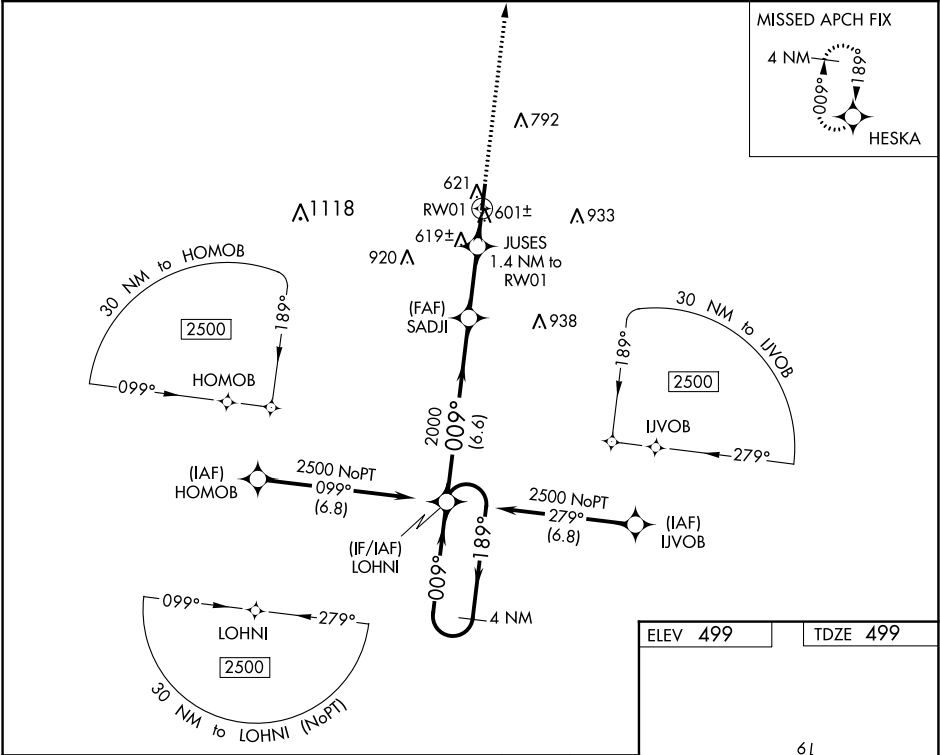 MISSED APCH FIX
4 NM
009°
189°
HESKA
792
621
RW01
601±
1118
933
619±
JUSES
1.4 NM to
RW01
920
(FAF)
SADJI
938
30 NM to HOMOB
2500
189°
099°
HOMOB
30 NM to IJVOB
2500
189°
IJVOB
279°
2000
009°
(6.6)
(IAF)
HOMOB
2500 NoPT
099°
(6.8)
2500 NoPT
279°
(6.8)
(IAF)
IJVOB
(IF/IAF)
LOHNI
009°
189°
4 NM
099°
279°
LOHNI
2500
30 NM to LOHNI (NoPT)
ELEV 499
TDZE 499